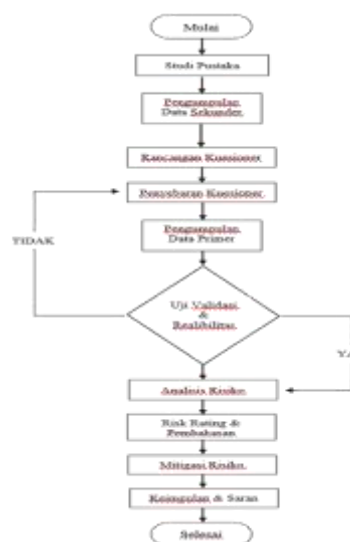 Mulai
Studi Pustaka
Pengumpulan
Data Sekunder
Rancangan Kuesioner
Penyebaran Kuesioner
Pengumpulan
Data Primer
TIDAK
Uji Validasi
&
Realibilitas
YA
Analisis Risiko
Risk Rating &
Pembahasan
Mitigasi Risiko
Kesimpulan & Saran
Selesai